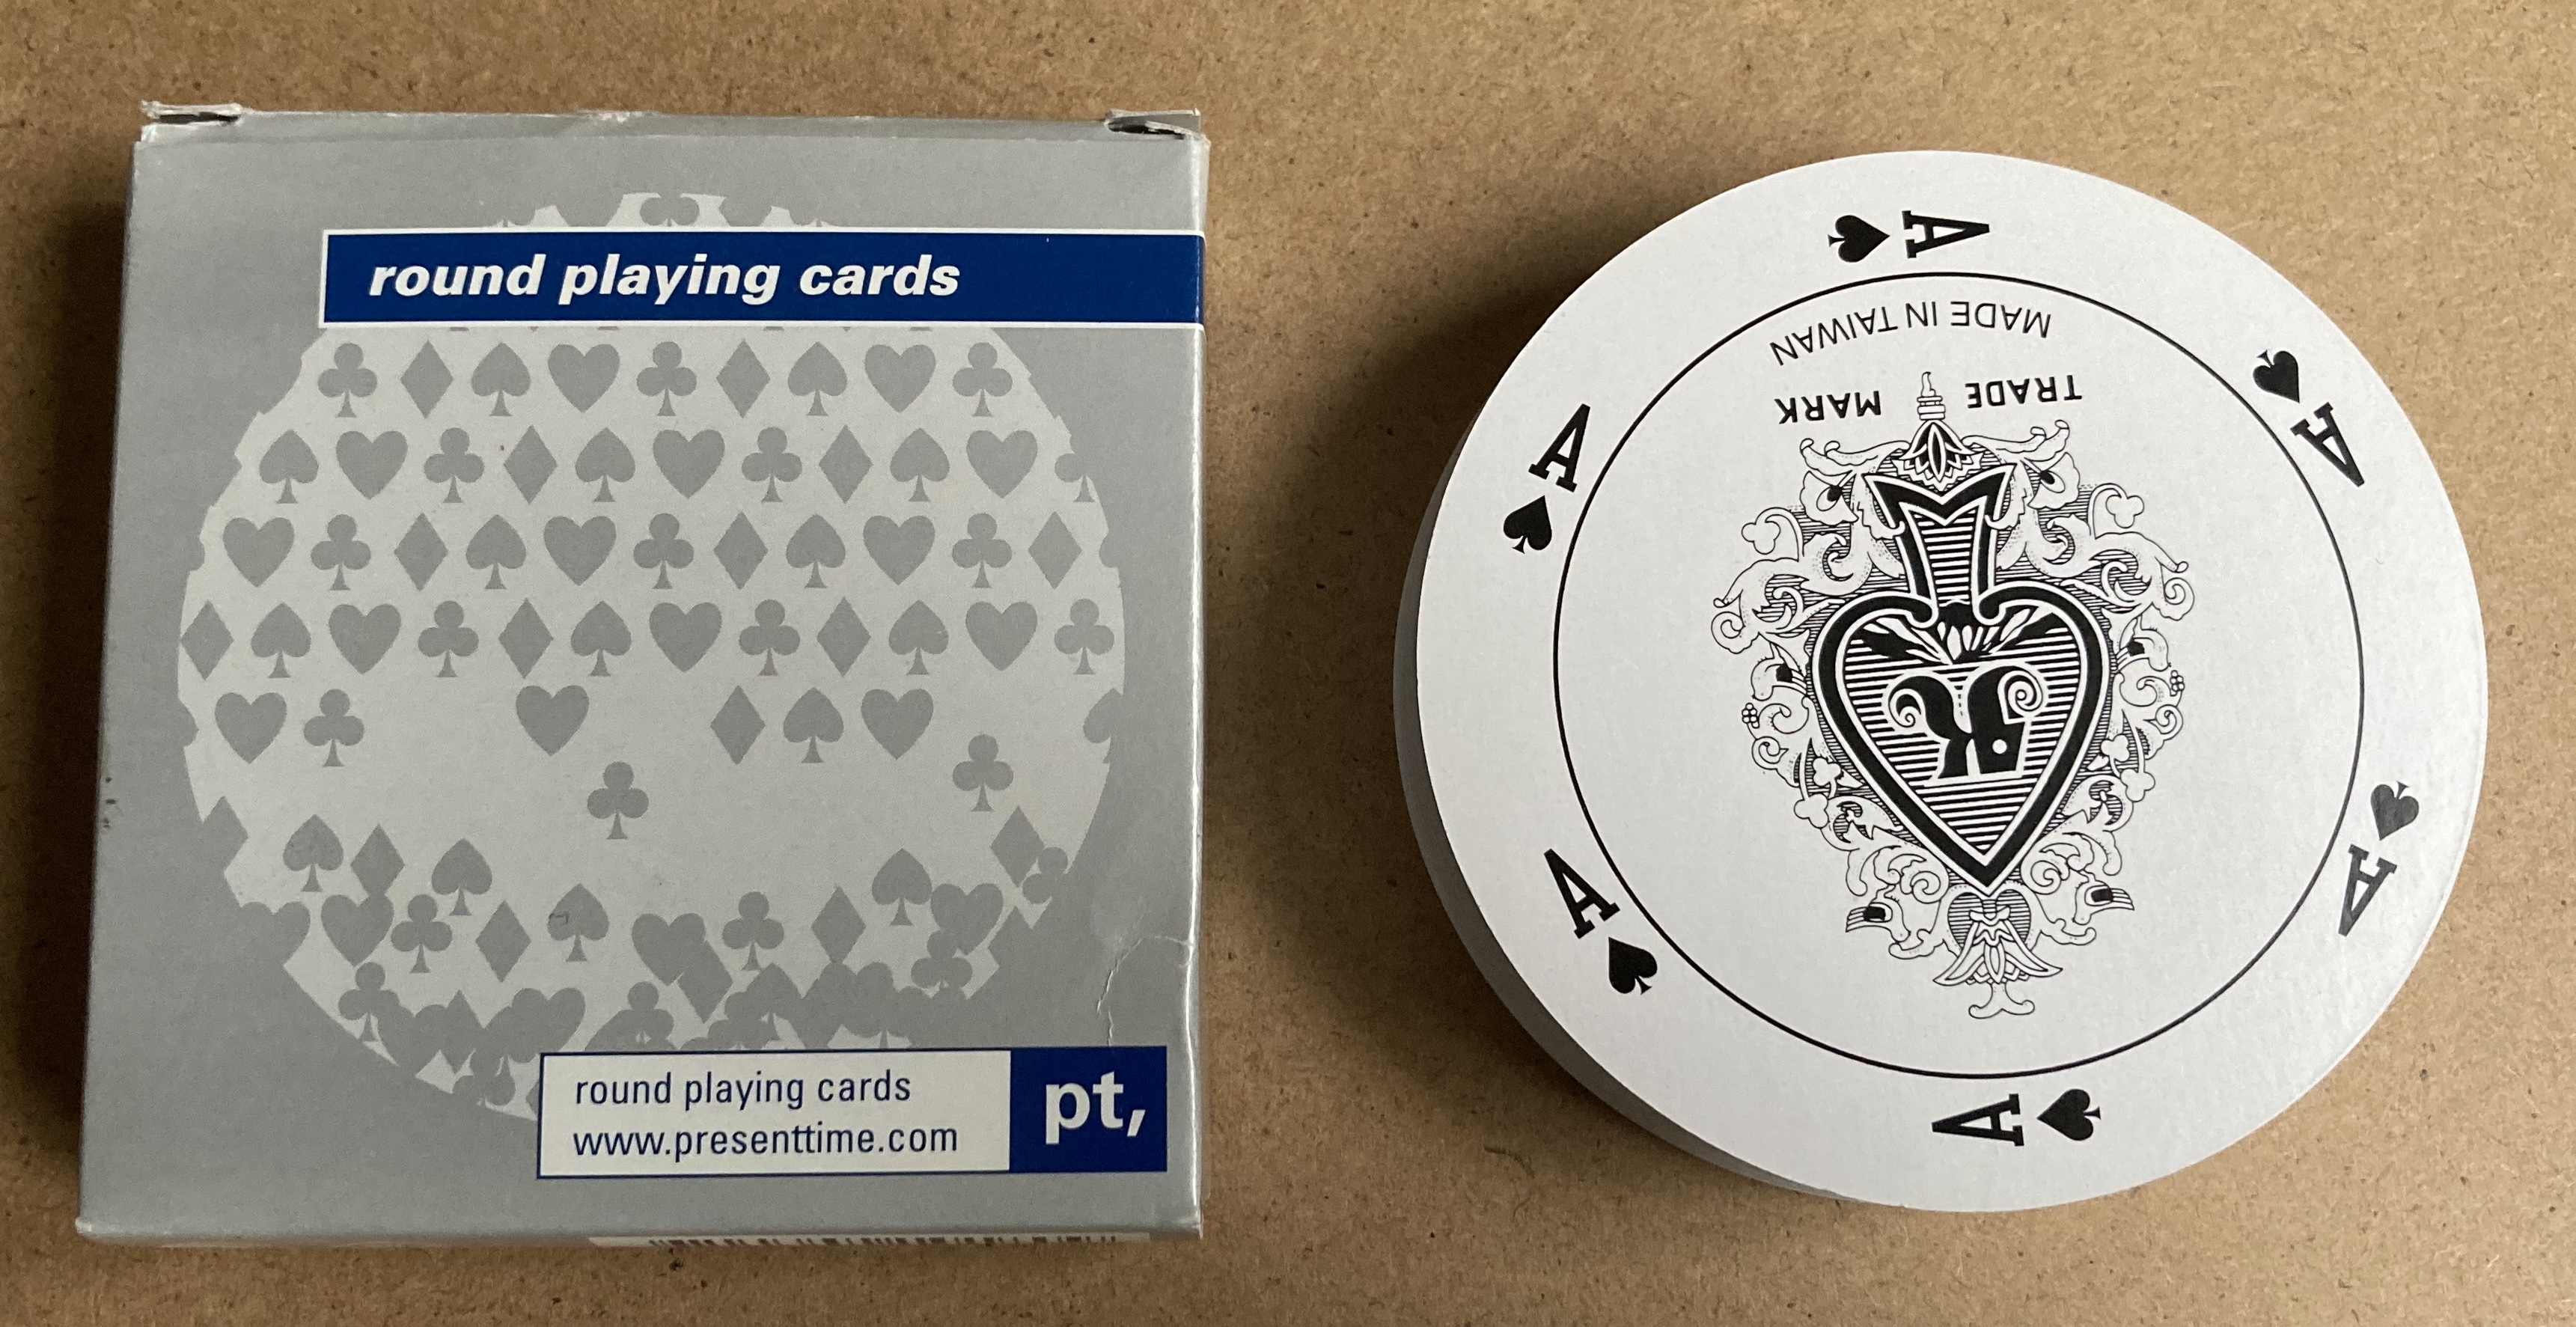 round playing cards
round playing cards
www.presenttime.com
pt,
A
A
A
A
A
A
MADE IN TAIWAN
TRADE MARK